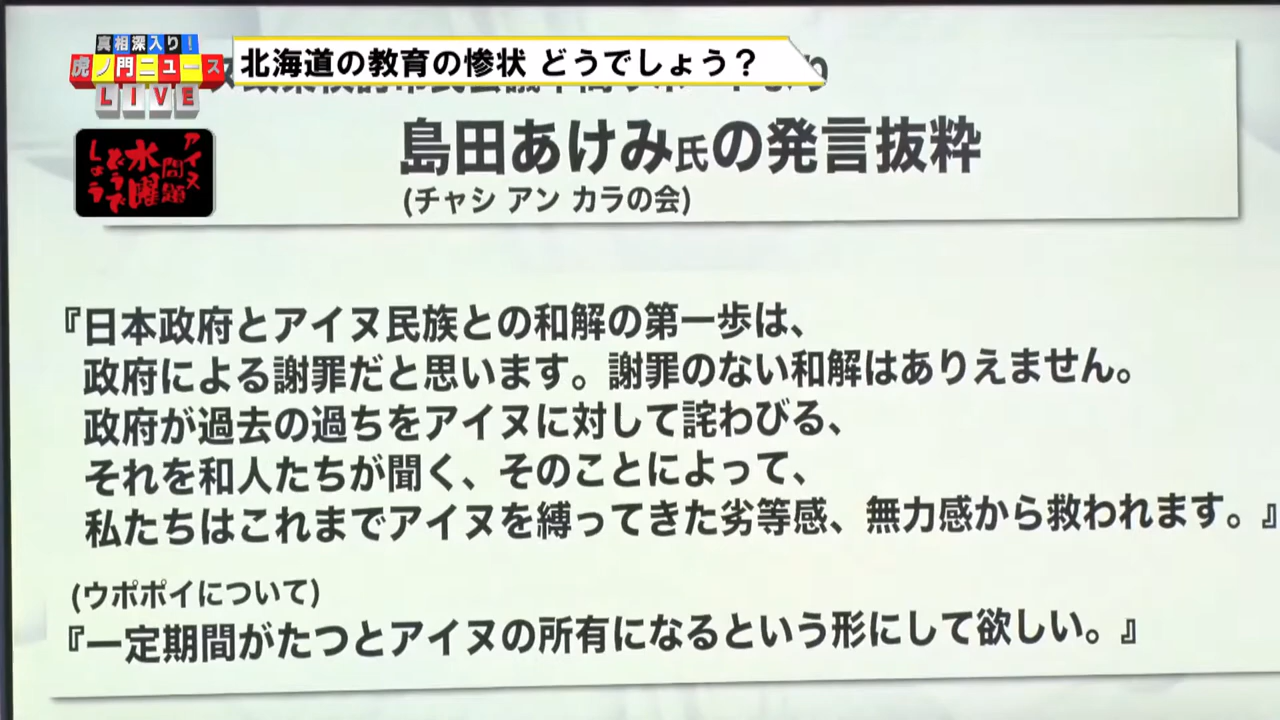 真相深入り!
虎ノ門ニュース
LIVE
北海道の教育の惨状 どうでしょう？
アイヌ
問題
水曜
どうで
しょう
島田あけみ氏の発言抜粋
(チャシ アン カラの会)
『日本政府とアイヌ民族との和解の第一歩は、
政府による謝罪だと思います。謝罪のない和解はありえません。
政府が過去の過ちをアイヌに対して詫わびる、
それを和人たちが聞く、そのことによって、
私たちはこれまでアイヌを縛ってきた劣等感、無力感から救われます。』
(ウポポイについて)
『一定期間がたつとアイヌの所有になるという形にして欲しい。』